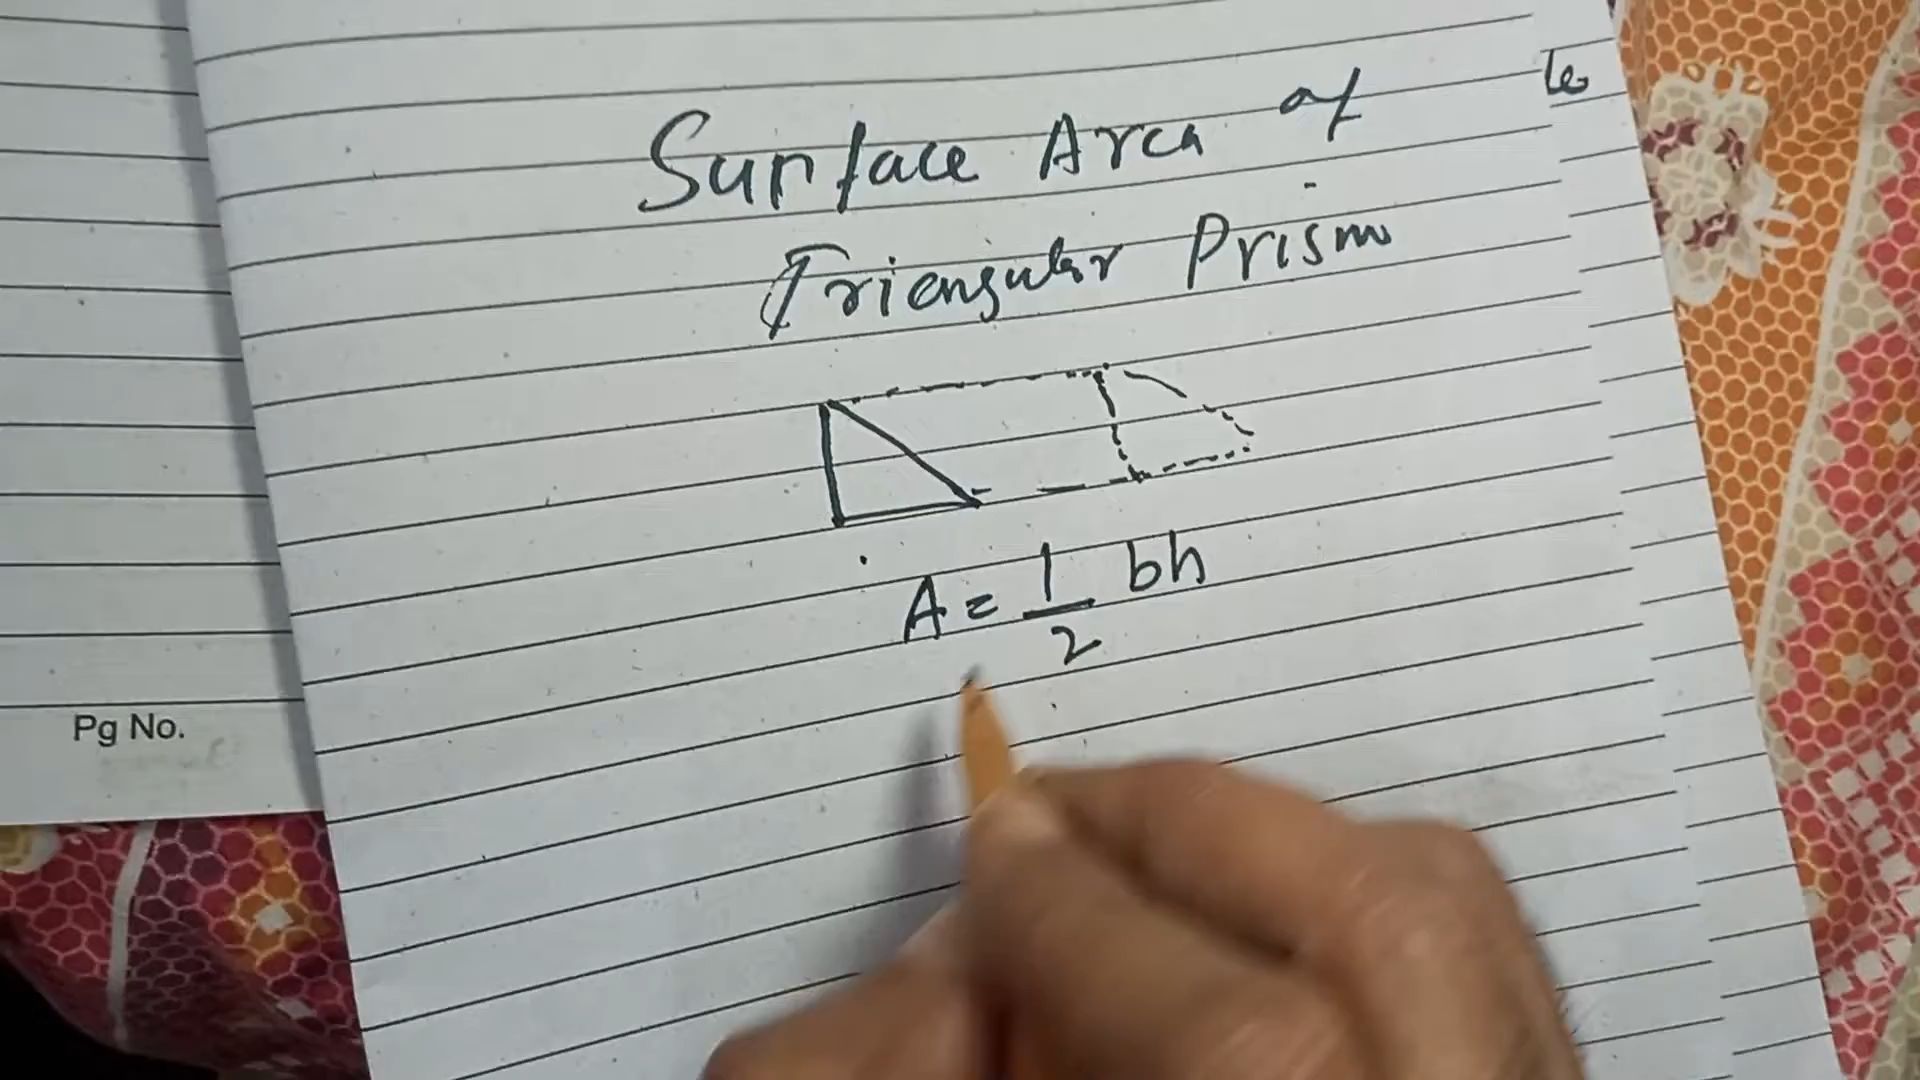 Surface Area of
Triangular Prism
A = 1/2 bh
Pg No.